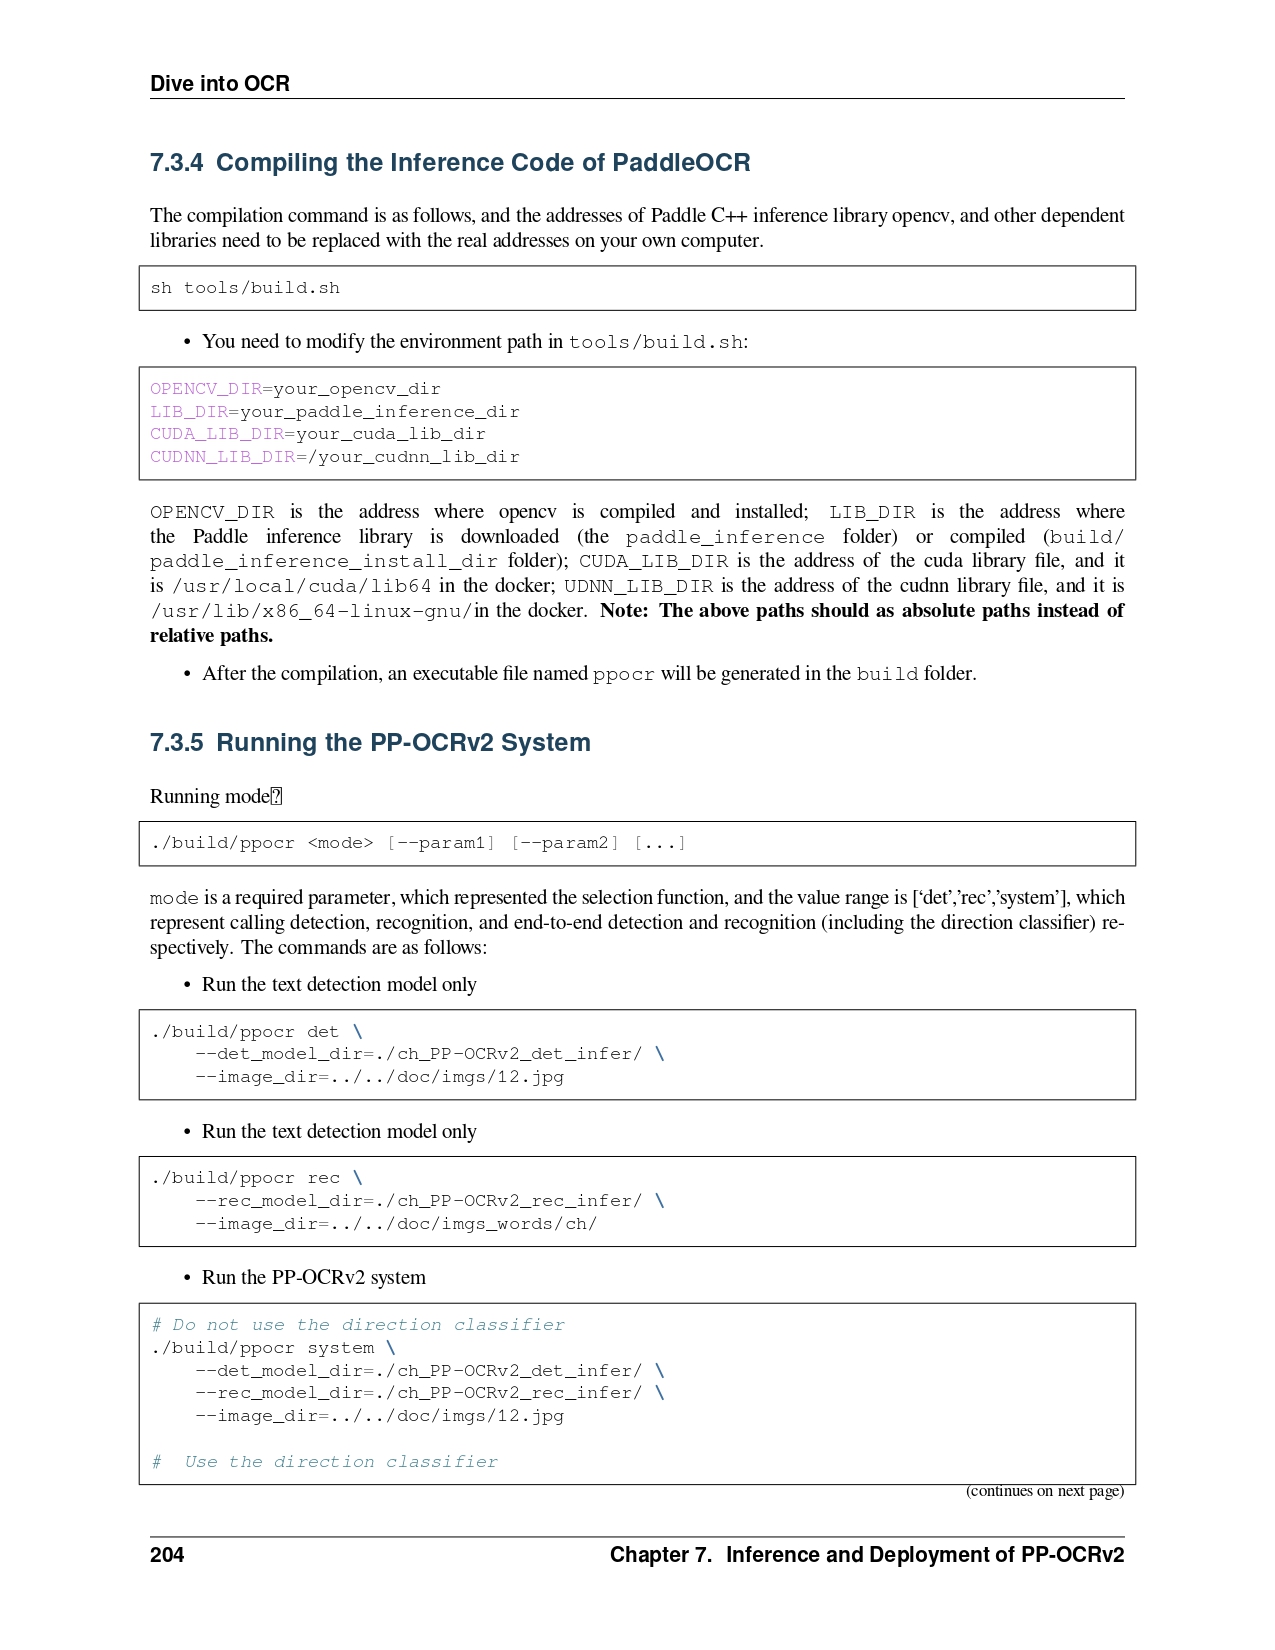 Dive into OCR
7.3.4 Compiling the Inference Code of PaddleOCR
The compilation command is as follows, and the addresses of Paddle C++ inference library opencv, and other dependent
libraries need to be replaced with the real addresses on your own computer.
sh tools/build.sh
• You need to modify the environment path in tools/build.sh:
OPENCV_DIR=your_opencv_dir
LIB_DIR=your_paddle_inference_dir
CUDA_LIB_DIR=your_cuda_lib_dir
CUDNN_LIB_DIR=/your_cudnn_lib_dir
OPENCV_DIR is the address where opencv is compiled and installed; LIB_DIR is the address where
the Paddle inference library is downloaded (the paddle_inference folder) or compiled (build/
paddle_inference_install_dir folder); CUDA_LIB_DIR is the address of the cuda library file, and it
is /usr/local/cuda/lib64 in the docker; UDNN_LIB_DIR is the address of the cudnn library file, and it is
/usr/lib/x86_64-linux-gnu/in the docker. Note: The above paths should as absolute paths instead of
relative paths.
• After the compilation, an executable file named ppocr will be generated in the build folder.
7.3.5 Running the PP-OCRv2 System
Running mode?
./build/ppocr <mode> [--param1] [--param2] [...]
mode is a required parameter, which represented the selection function, and the value range is [‘det’,’rec’,’system’], which
represent calling detection, recognition, and end-to-end detection and recognition (including the direction classifier) re-
spectively. The commands are as follows:
• Run the text detection model only
./build/ppocr det \
    --det_model_dir=./ch_PP-OCRv2_det_infer/ \
    --image_dir=../../doc/imgs/12.jpg
• Run the text detection model only
./build/ppocr rec \
    --rec_model_dir=./ch_PP-OCRv2_rec_infer/ \
    --image_dir=../../doc/imgs_words/ch/
• Run the PP-OCRv2 system
# Do not use the direction classifier
./build/ppocr system \
    --det_model_dir=./ch_PP-OCRv2_det_infer/ \
    --rec_model_dir=./ch_PP-OCRv2_rec_infer/ \
    --image_dir=../../doc/imgs/12.jpg
#  Use the direction classifier
(continues on next page)
204
Chapter 7. Inference and Deployment of PP-OCRv2